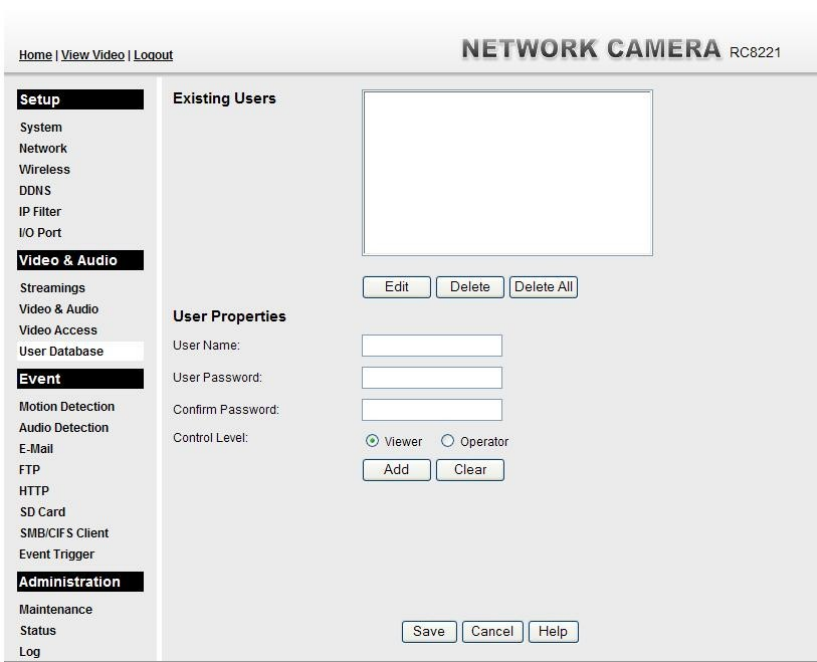 Home | View Video | Logout
NETWORK CAMERA RC8221
Setup
System
Network
Wireless
DDNS
IP Filter
I/O Port
Video & Audio
Streamings
Video & Audio
Video Access
User Database
Event
Motion Detection
Audio Detection
E-Mail
FTP
HTTP
SD Card
SMB/CIFS Client
Event Trigger
Administration
Maintenance
Status
Log
Existing Users
Edit Delete Delete All
User Properties
User Name:
User Password:
Confirm Password:
Control Level: Viewer Operator
Add Clear
Save Cancel Help